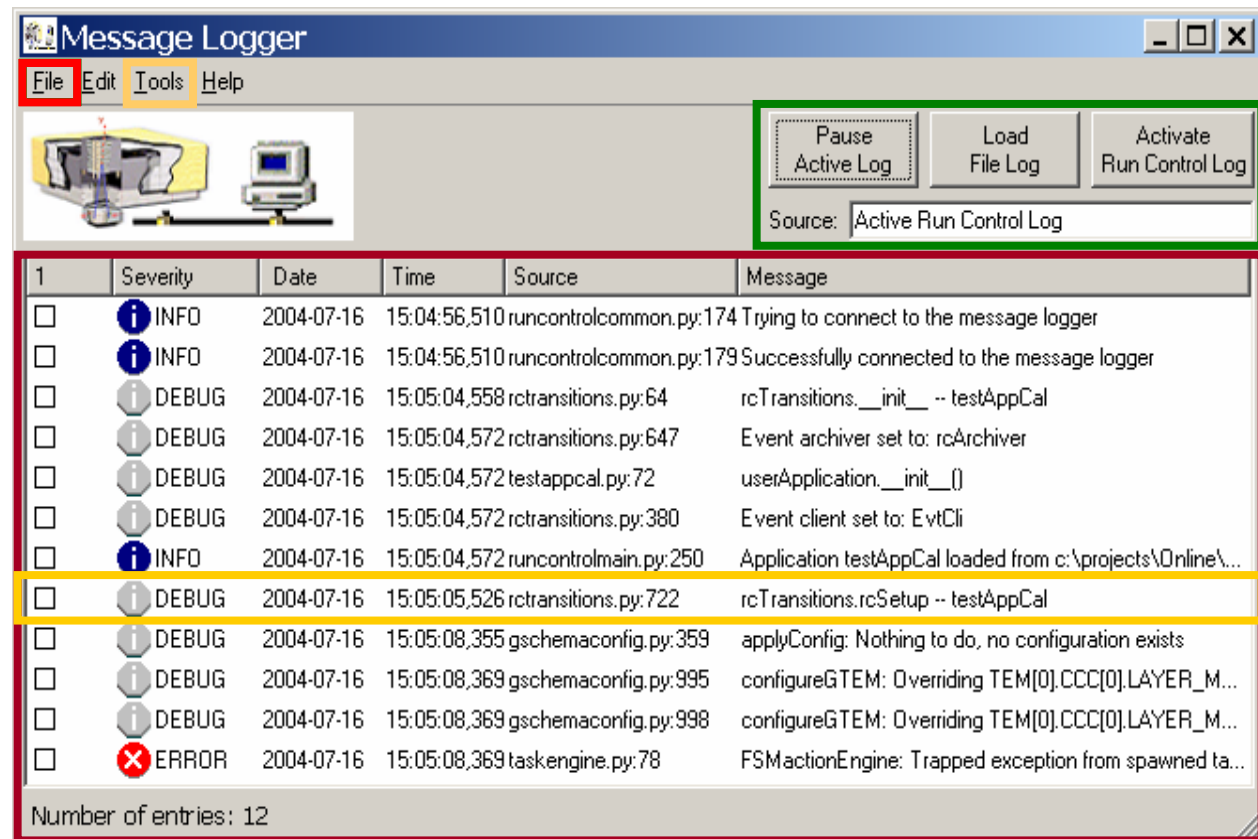 Message Logger
File Edit Tools Help
Pause Active Log
Load File Log
Activate Run Control Log
Source: Active Run Control Log
1 Severity Date Time Source Message
INFO 2004-07-16 15:04:56,510 runcontrolcommon.py:174 Trying to connect to the message logger
INFO 2004-07-16 15:04:56,510 runcontrolcommon.py:179 Successfully connected to the message logger
DEBUG 2004-07-16 15:05:04,558 rctransitions.py:64 rcTransitions.__init__ -- testAppCal
DEBUG 2004-07-16 15:05:04,572 rctransitions.py:647 Event archiver set to: rcArchiver
DEBUG 2004-07-16 15:05:04,572 testappcal.py:72 userApplication.__init__()
DEBUG 2004-07-16 15:05:04,572 rctransitions.py:380 Event client set to: EvtCli
INFO 2004-07-16 15:05:04,572 runcontrolmain.py:250 Application testAppCal loaded from c:\projects\Online\...
DEBUG 2004-07-16 15:05:05,526 rctransitions.py:722 rcTransitions.rcSetup -- testAppCal
DEBUG 2004-07-16 15:05:08,355 gschemaconfig.py:359 applyConfig: Nothing to do, no configuration exists
DEBUG 2004-07-16 15:05:08,369 gschemaconfig.py:995 configureGTEM: Overriding TEM[0].CCC[0].LAYER_M...
DEBUG 2004-07-16 15:05:08,369 gschemaconfig.py:998 configureGTEM: Overriding TEM[0].CCC[0].LAYER_M...
ERROR 2004-07-16 15:05:08,369 taskengine.py:78 FSMactionEngine: Trapped exception from spawned ta...
Number of entries: 12